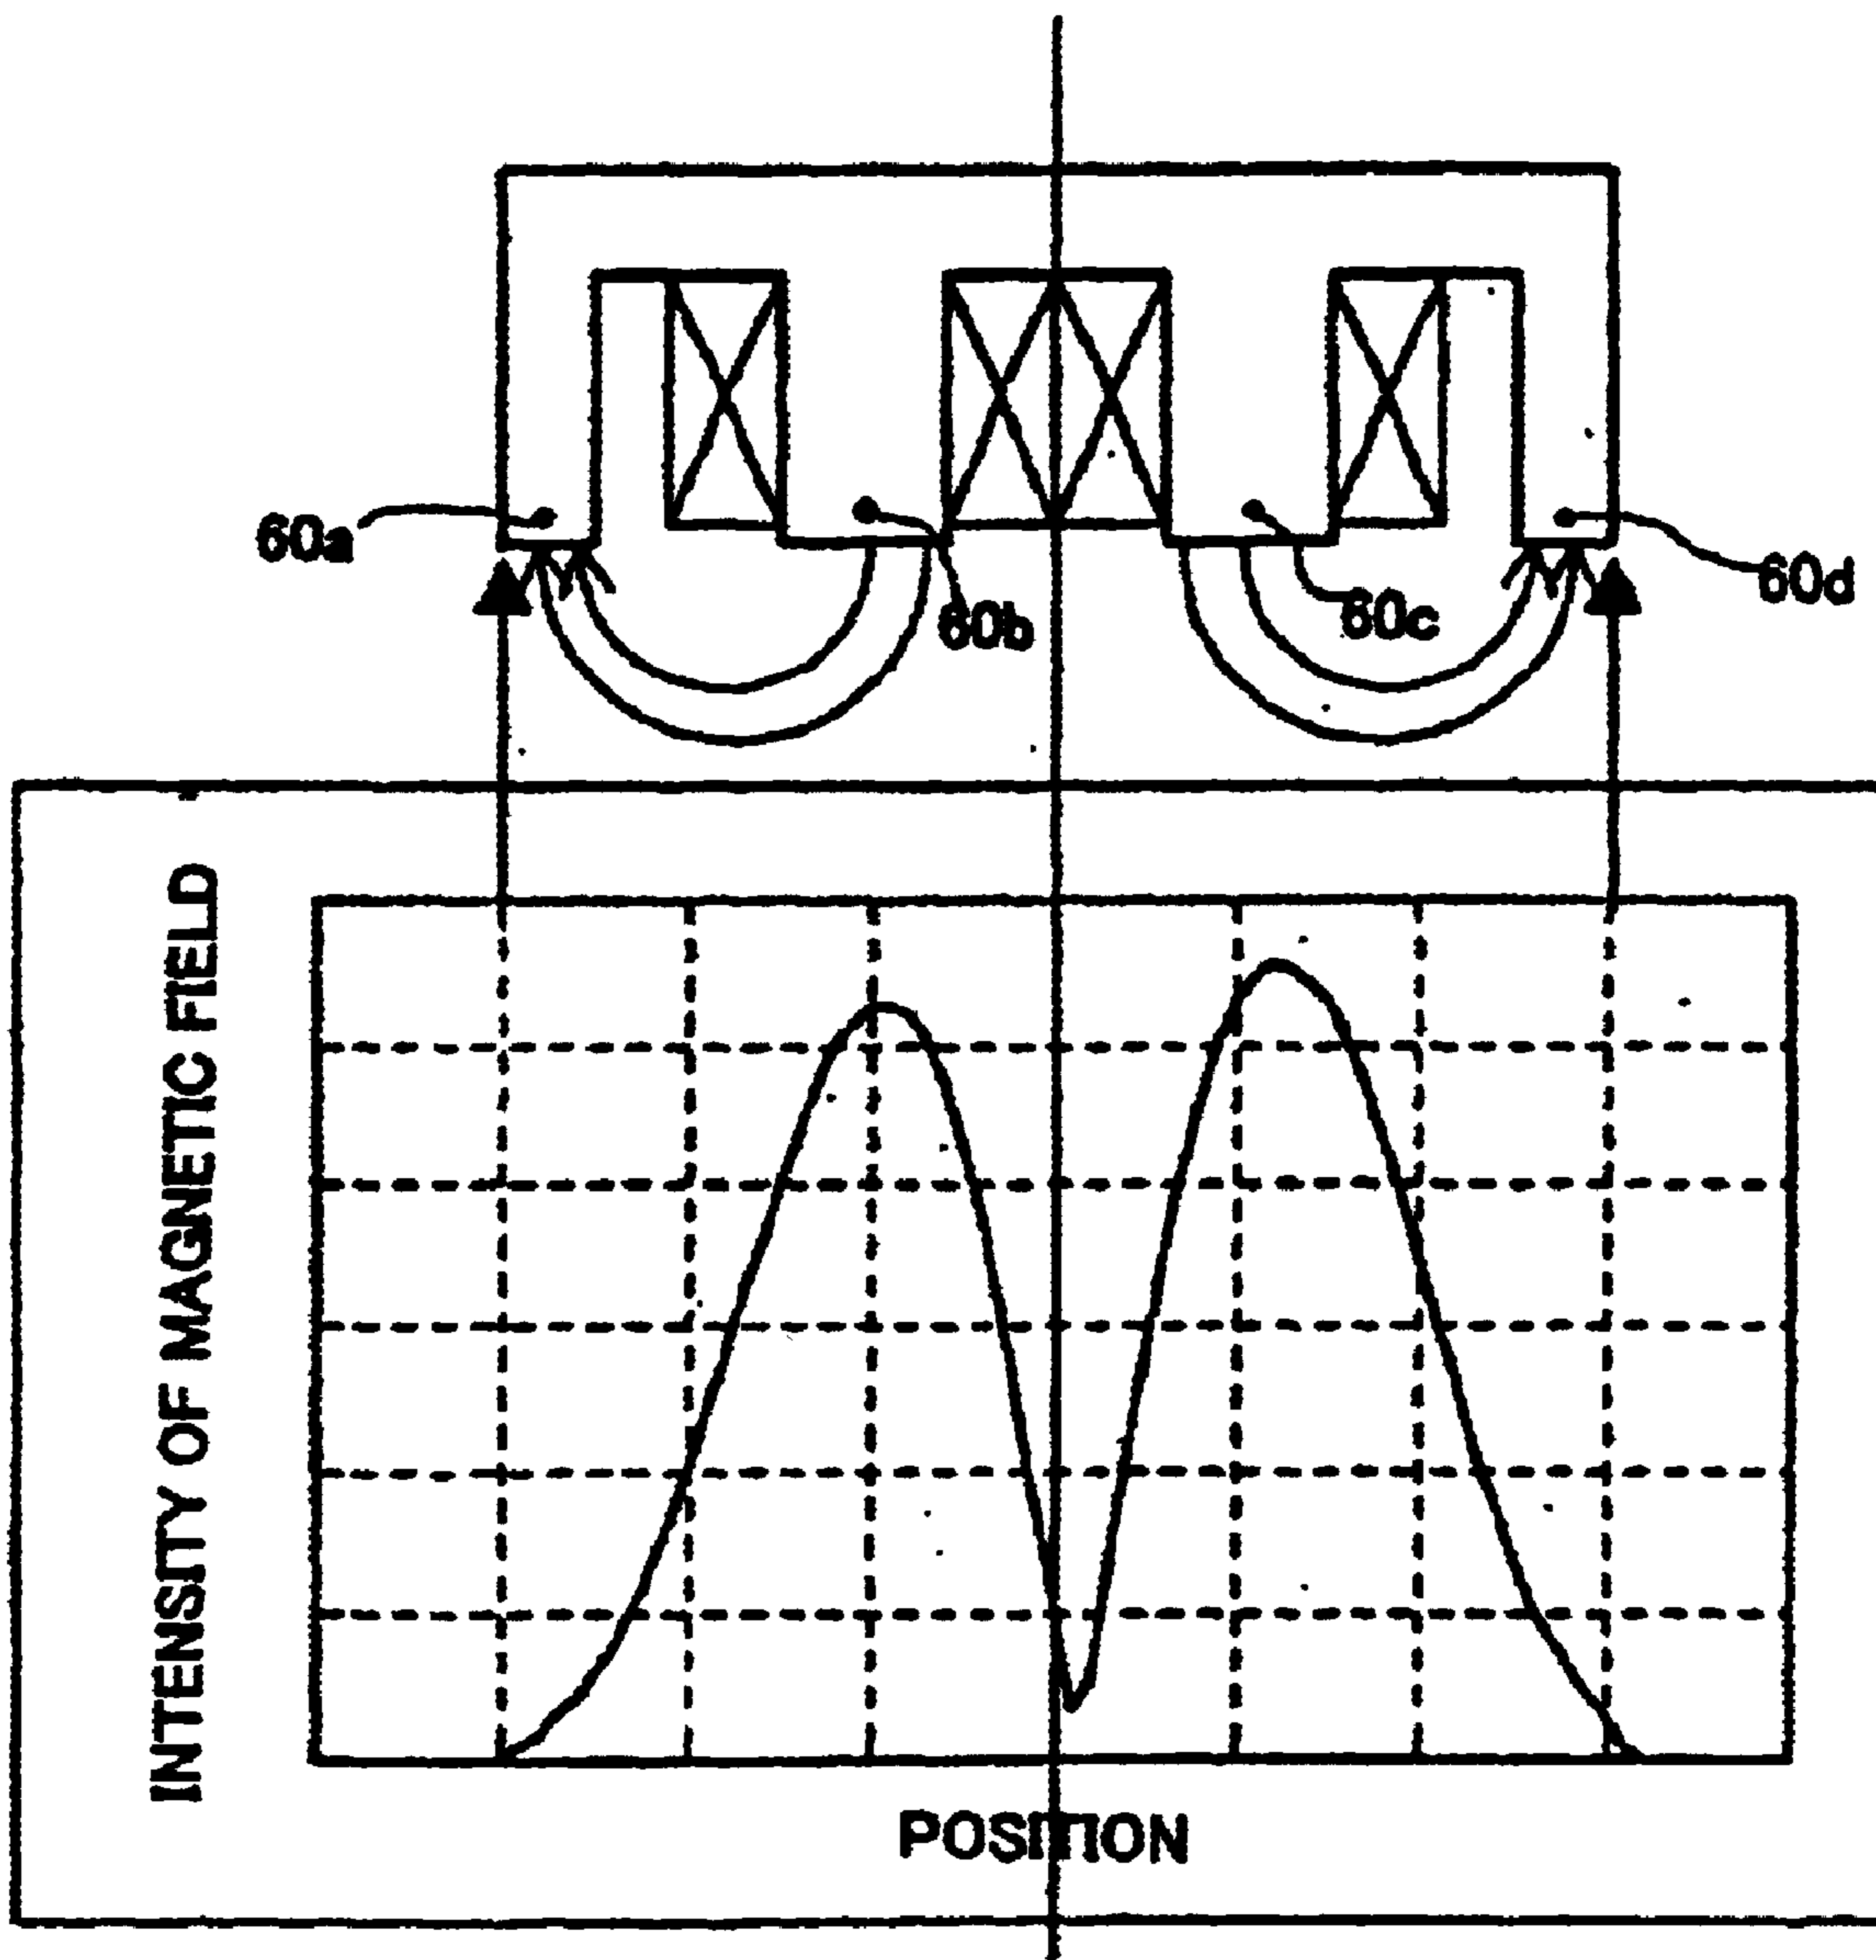 60a
60b
60c
60d
INTENSITY OF MAGNETIC FIELD
POSITION